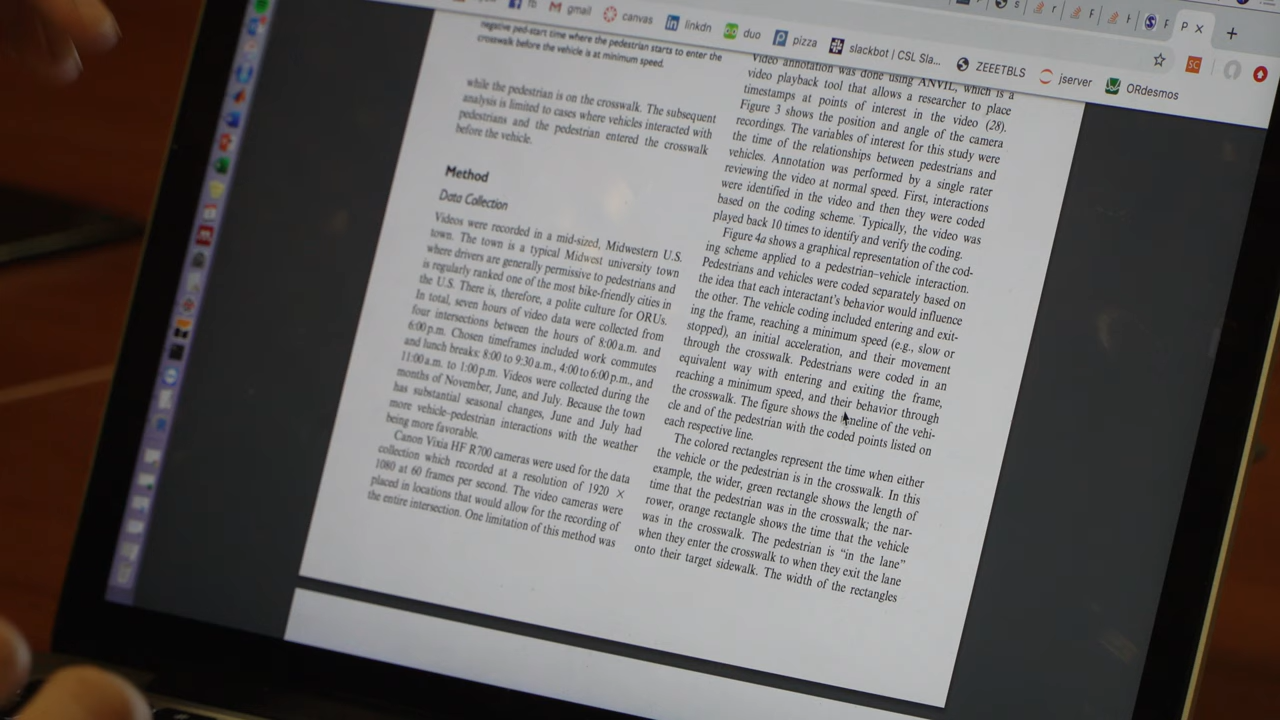 fb
gmail
canvas
linkdn
duo
pizza
slackbot | CSL Sla...
ZEEETBLS
jserver
ORdesmos
P
SC
negative ped-start time where the pedestrian starts to enter the
crosswalk before the vehicle is at minimum speed.
while the pedestrian is on the crosswalk. The subsequent
analysis is limited to cases where vehicles interacted with
pedestrians and the pedestrian entered the crosswalk
before the vehicle.
Method
Data Collection
Videos were recorded in a mid-sized, Midwestern U.S.
town. The town is a typical Midwest university town
where drivers are generally permissive to pedestrians and
is regularly ranked one of the most bike-friendly cities in
the U.S. There is, therefore, a polite culture for ORUs.
In total, seven hours of video data were collected from
four intersections between the hours of 8:00 a.m. and
6:00 p.m. Chosen timeframes included work commutes
and lunch breaks: 8:00 to 9:30 a.m., 4:00 to 6:00 p.m., and
11:00 a.m. to 1:00 p.m. Videos were collected during the
months of November, June, and July. Because the town
has substantial seasonal changes, June and July had
more vehicle-pedestrian interactions with the weather
being more favorable.
Canon Vixia HF R700 cameras were used for the data
collection which recorded at a resolution of 1920 ×
1080 at 60 frames per second. The video cameras were
placed in locations that would allow for the recording of
the entire intersection. One limitation of this method was
Video annotation was done using ANVIL, which is a
video playback tool that allows a researcher to place
timestamps at points of interest in the video (28).
Figure 3 shows the position and angle of the camera
recordings. The variables of interest for this study were
the time of the relationships between pedestrians and
vehicles. Annotation was performed by a single rater
reviewing the video at normal speed. First, interactions
were identified in the video and then they were coded
based on the coding scheme. Typically, the video was
played back 10 times to identify and verify the coding.
Figure 4a shows a graphical representation of the cod-
ing scheme applied to a pedestrian–vehicle interaction.
Pedestrians and vehicles were coded separately based on
the idea that each interactant's behavior would influence
the other. The vehicle coding included entering and exit-
ing the frame, reaching a minimum speed (e.g., slow or
stopped), an initial acceleration, and their movement
through the crosswalk. Pedestrians were coded in an
equivalent way with entering and exiting the frame,
reaching a minimum speed, and their behavior through
the crosswalk. The figure shows the timeline of the vehi-
cle and of the pedestrian with the coded points listed on
each respective line.
The colored rectangles represent the time when either
the vehicle or the pedestrian is in the crosswalk. In this
example, the wider, green rectangle shows the length of
time that the pedestrian was in the crosswalk; the nar-
rower, orange rectangle shows the time that the vehicle
was in the crosswalk. The pedestrian is "in the lane"
when they enter the crosswalk to when they exit the lane
onto their target sidewalk. The width of the rectangles